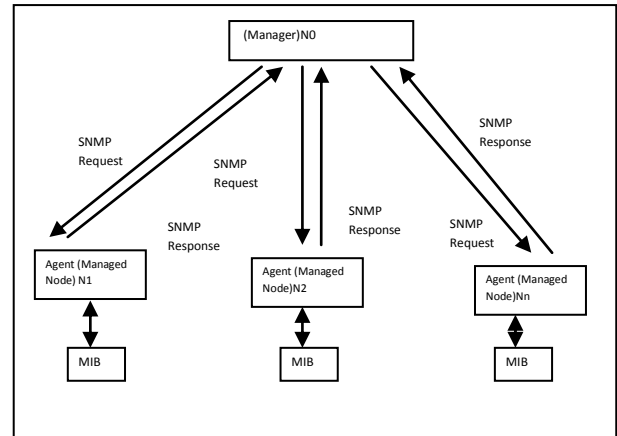 (Manager)N0
SNMP
Request
SNMP
Response
SNMP
Request
SNMP
Response
SNMP
Request
SNMP
Response
Agent (Managed
Node) N1
Agent (Managed
Node)N2
Agent (Managed
Node)Nn
MIB
MIB
MIB